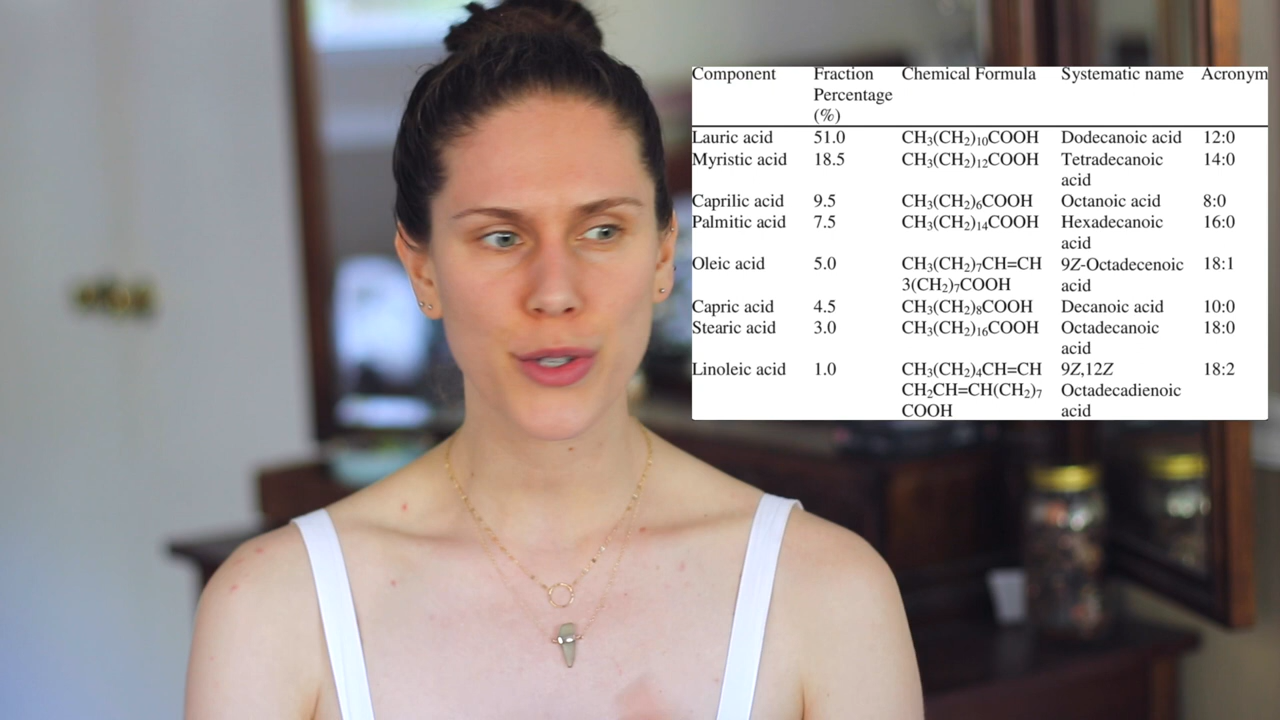 Component Fraction Chemical Formula Systematic name Acronym
Percentage
(%)
Lauric acid 51.0 CH₃(CH₂)₁₀COOH Dodecanoic acid 12:0
Myristic acid 18.5 CH₃(CH₂)₁₂COOH Tetradecanoic 14:0
acid
Caprilic acid 9.5 CH₃(CH₂)₆COOH Octanoic acid 8:0
Palmitic acid 7.5 CH₃(CH₂)₁₄COOH Hexadecanoic 16:0
acid
Oleic acid 5.0 CH₃(CH₂)₇CH=CH 9Z-Octadecenoic 18:1
3(CH₂)₇COOH acid
Capric acid 4.5 CH₃(CH₂)₈COOH Decanoic acid 10:0
Stearic acid 3.0 CH₃(CH₂)₁₆COOH Octadecanoic 18:0
acid
Linoleic acid 1.0 CH₃(CH₂)₄CH=CH 9Z,12Z 18:2
CH₂CH=CH(CH₂)₇ Octadecadienoic
COOH acid